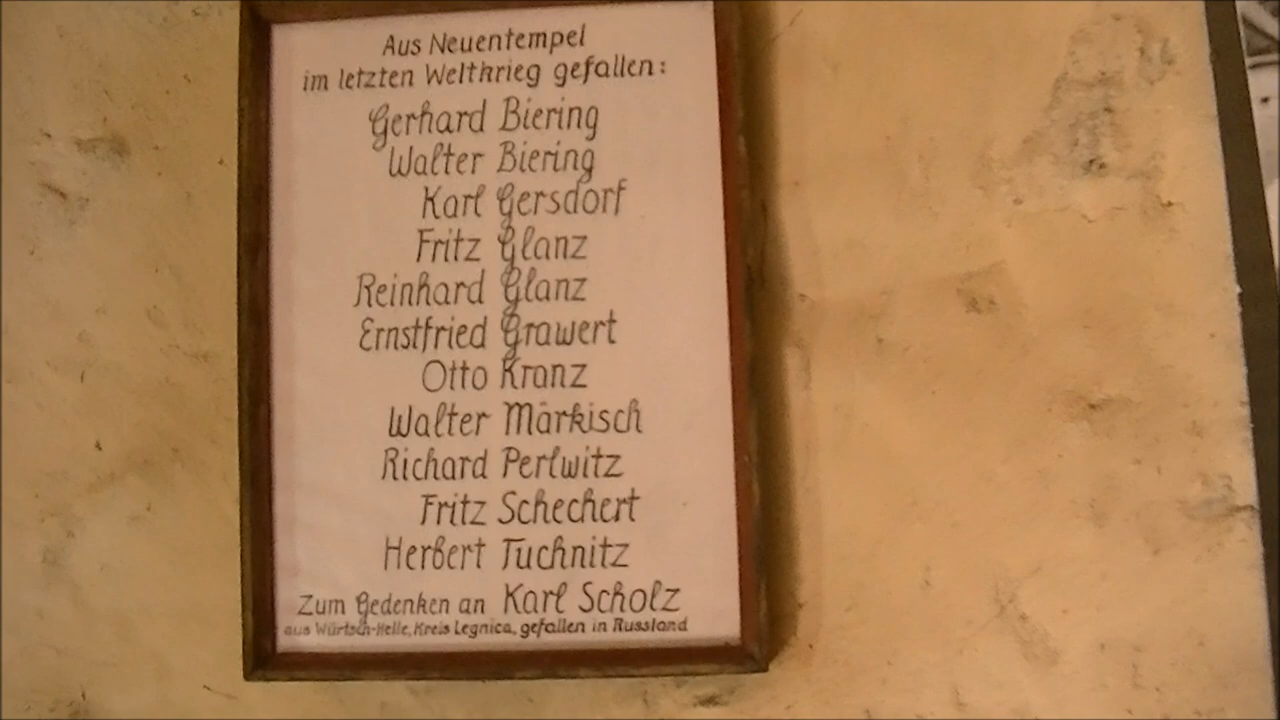 Aus Neuentempel
im letzten Weltkrieg gefallen:
Gerhard Biering
Walter Biering
Karl Gersdorf
Fritz Glanz
Reinhard Glanz
Ernstfried Grawert
Otto Kranz
Walter Märkisch
Richard Perlwitz
Fritz Schechert
Herbert Tuchnitz
Zum Gedenken an Karl Scholz
aus Würtsch-Helle, Kreis Legnica, gefallen in Russland